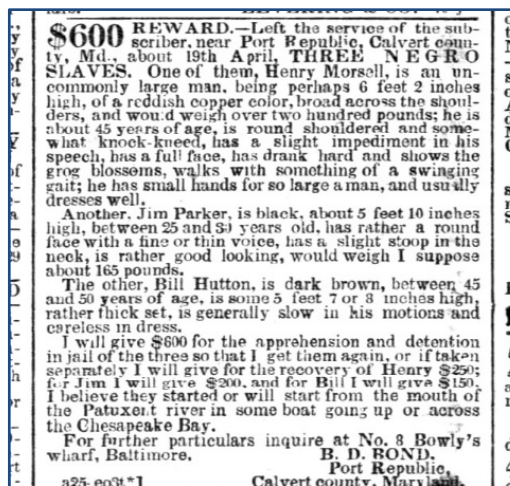 $600 REWARD.—Left the service of the sub-
scriber, near Port Republic, Calvert coun-
ty, Md., about 19th April, THREE NEGRO
SLAVES. One of them, Henry Morsell, is an un-
commonly large man, being perhaps 6 feet 2 inches
high, of a reddish copper color, broad across the shoul-
ders, and would weigh over two hundred pounds; he is
about 45 years of age, is round shouldered and some-
what knock-kneed, has a slight impediment in his
speech, has a full face, has drank hard and shows the
grog blossoms, walks with something of a swinging
gait; he has small hands for so large a man, and usually
dresses well.
Another, Jim Parker, is black, about 5 feet 10 inches
high, between 25 and 30 years old, has rather a round
face with a fine or thin voice, has a slight stoop in the
neck, is rather good looking, would weigh I suppose
about 165 pounds.
The other, Bill Hutton, is dark brown, between 45
and 50 years of age, is some 5 feet 7 or 8 inches high,
rather thick set, is generally slow in his motions and
careless in dress.
I will give $600 for the apprehension and detention
in jail of the three so that I get them again, or if taken
separately I will give for the recovery of Henry $250;
for Jim I will give $200, and for Bill I will give $150.
I believe they started or will start from the mouth of
the Patuxent river in some boat going up or across
the Chesapeake Bay.
For further particulars inquire at No. 8 Bowly's
wharf, Baltimore. B. D. BOND.
Port Republic,
a25-eo3t*] Calvert county, Maryland.